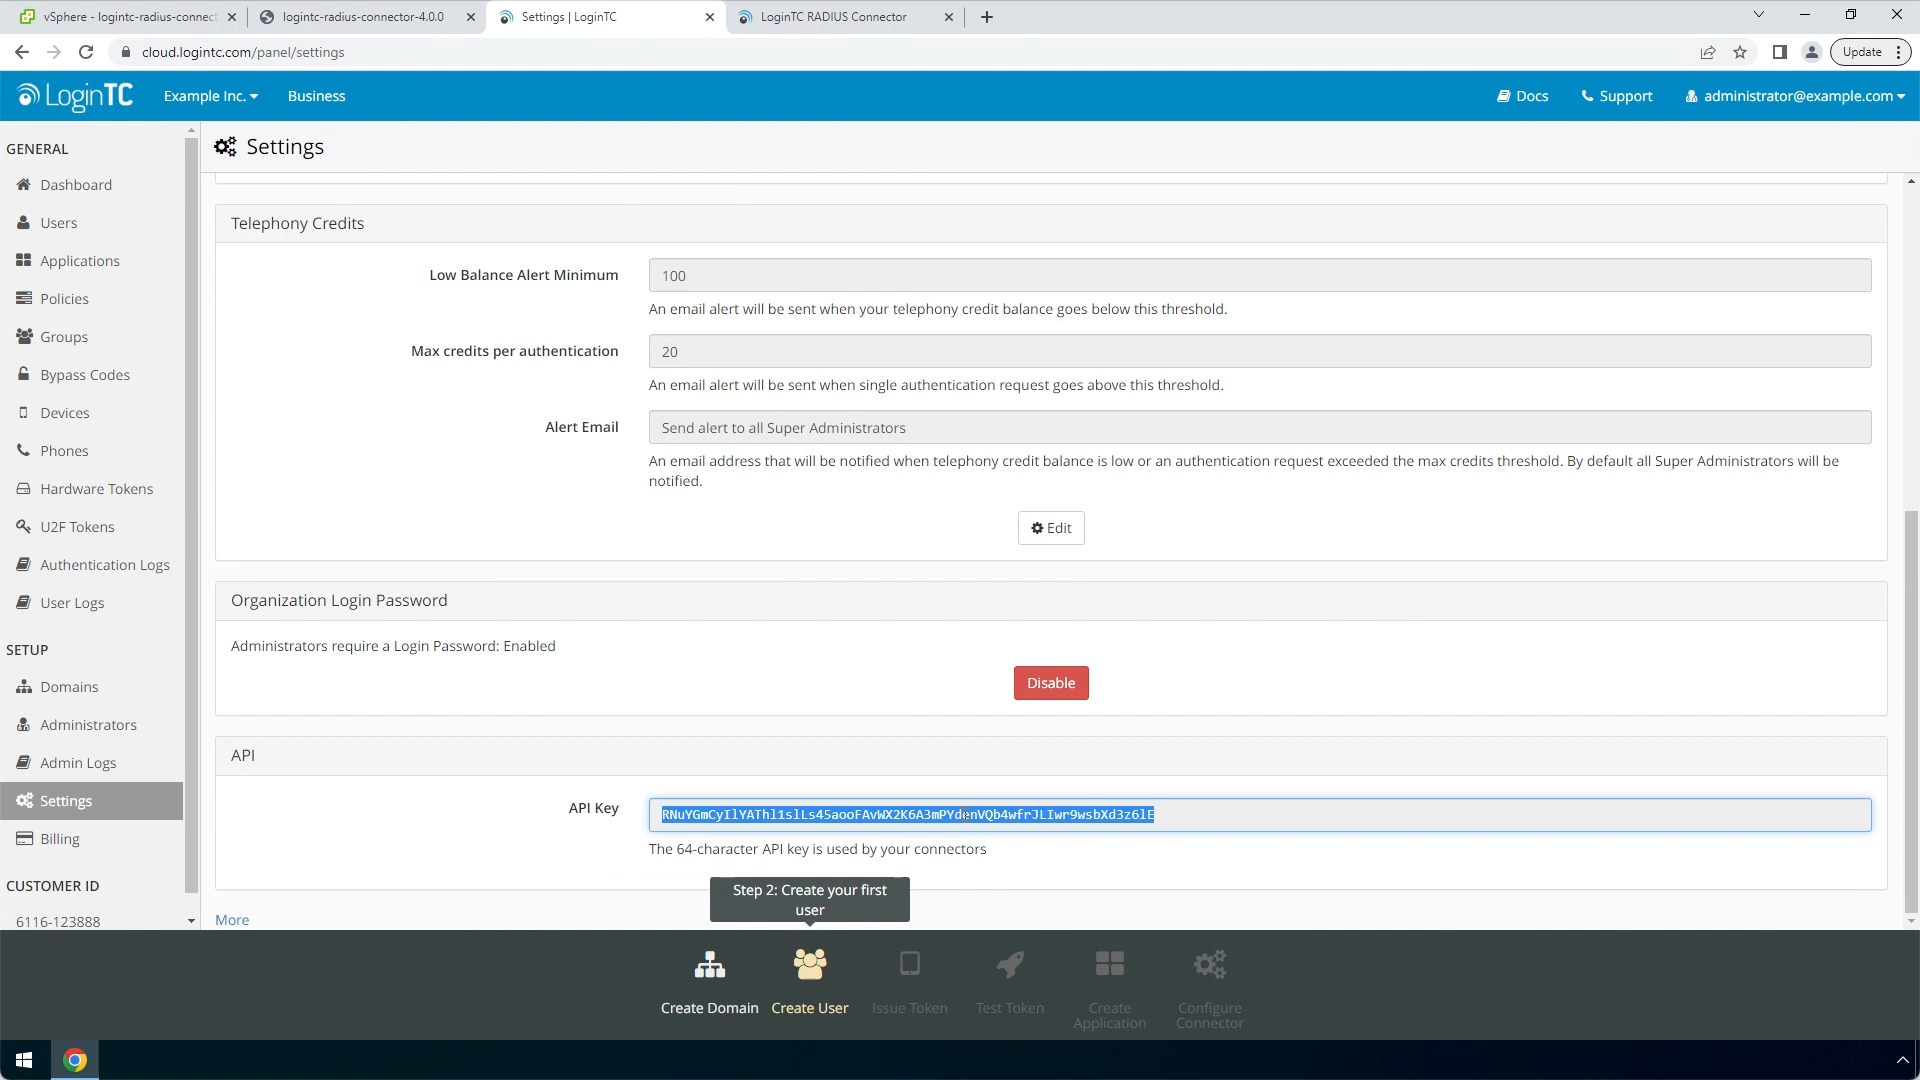 vSphere - logintc-radius-connect
logintc-radius-connector-4.0.0
Settings | LoginTC
LoginTC RADIUS Connector
cloud.logintc.com/panel/settings
Update
LoginTC
Example Inc.
Business
Docs
Support
administrator@example.com
GENERAL
Dashboard
Users
Applications
Policies
Groups
Bypass Codes
Devices
Phones
Hardware Tokens
U2F Tokens
Authentication Logs
User Logs
SETUP
Domains
Administrators
Admin Logs
Settings
Billing
CUSTOMER ID
6116-123888
Settings
Telephony Credits
Low Balance Alert Minimum
100
An email alert will be sent when your telephony credit balance goes below this threshold.
Max credits per authentication
20
An email alert will be sent when single authentication request goes above this threshold.
Alert Email
Send alert to all Super Administrators
An email address that will be notified when telephony credit balance is low or an authentication request exceeded the max credits threshold. By default all Super Administrators will be
notified.
Edit
Organization Login Password
Administrators require a Login Password: Enabled
Disable
API
API Key
RNuYGmCyIlYAThl1slLs45aooFAvWX2K6A3mPYdenVQb4wfrJLIwr9wsbXd3z6lE
The 64-character API key is used by your connectors
More
Step 2: Create your first
user
Create Domain
Create User
Issue Token
Test Token
Create
Application
Configure
Connector